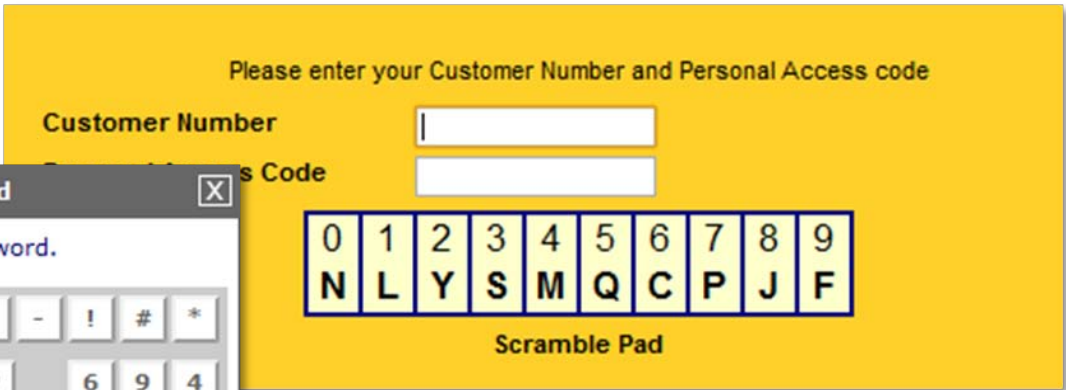 Please enter your Customer Number and Personal Access code
Customer Number
s Code
0 1 2 3 4 5 6 7 8 9
N L Y S M Q C P J F
Scramble Pad
d X
word.
- ! # *
6 9 4